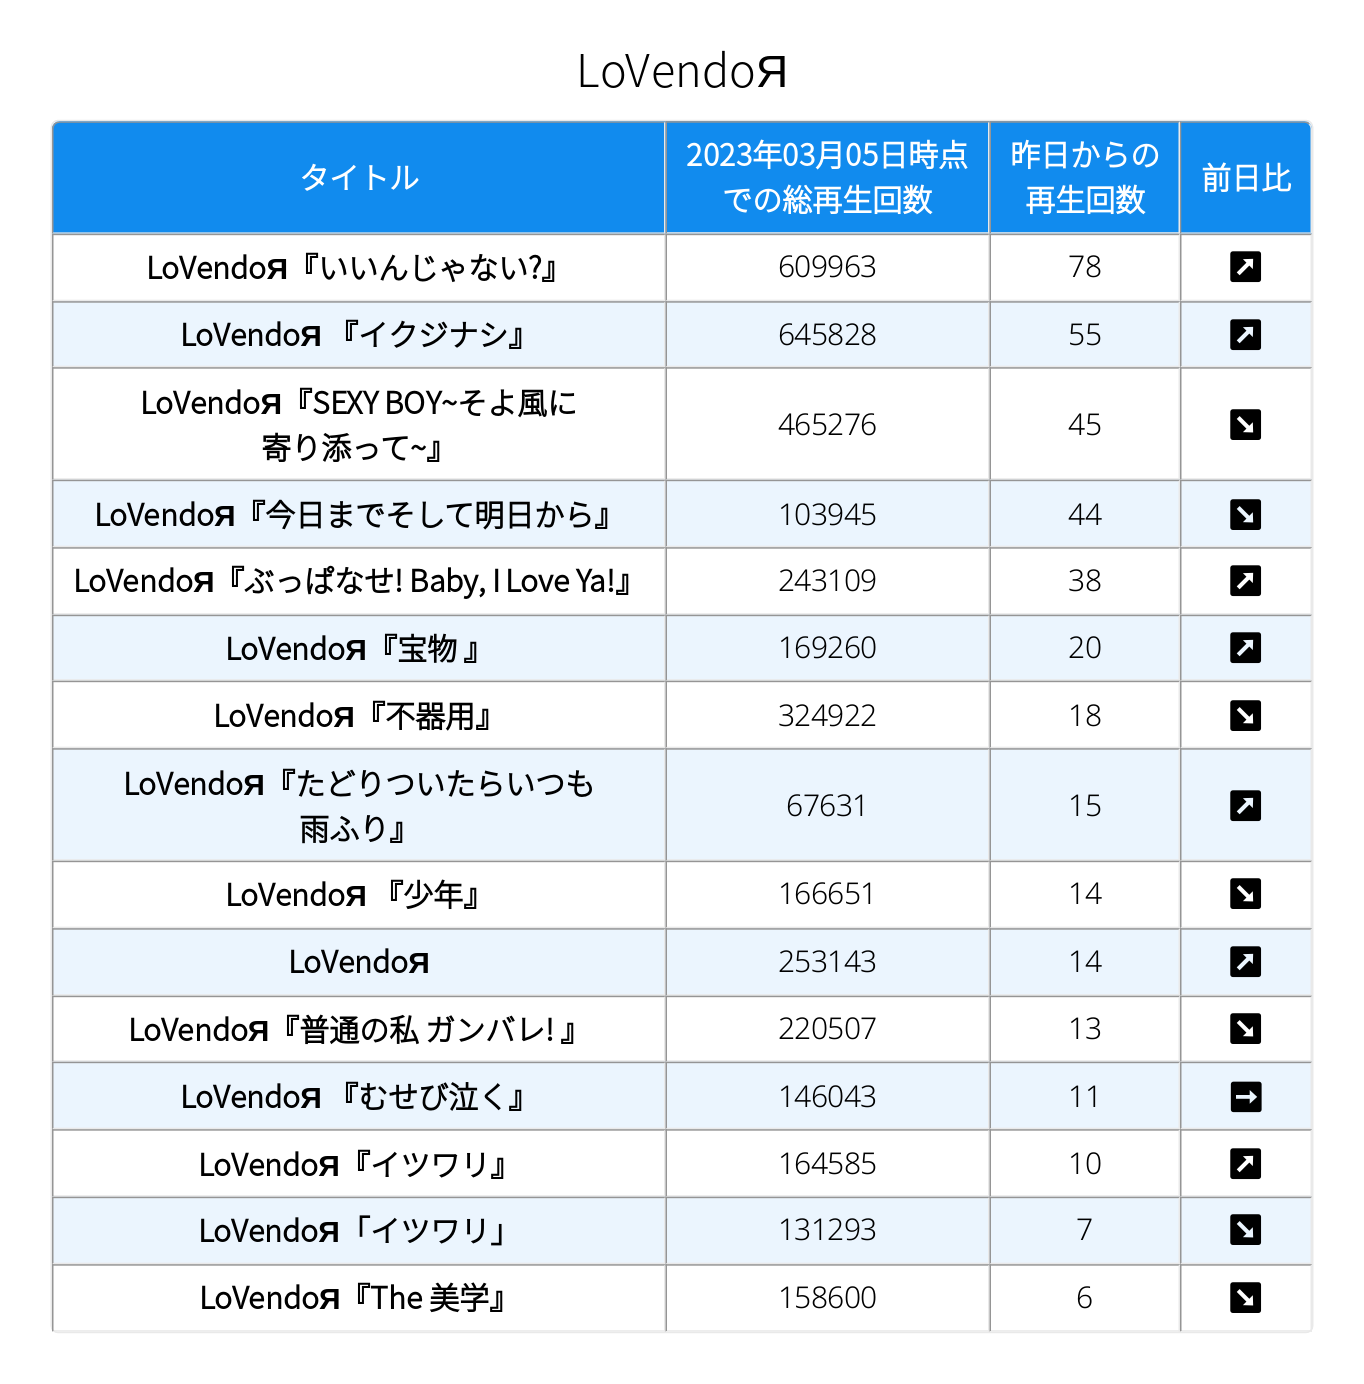 LoVendoЯ
タイトル
2023年03月05日時点
での総再生回数
昨日からの
再生回数
前日比
LoVendoЯ『いいんじゃない?』 609963 78 ↗
LoVendoЯ 『イクジナシ』 645828 55 ↗
LoVendoЯ『SEXY BOY~そよ風に
寄り添って~』 465276 45 ↘
LoVendoЯ『今日までそして明日から』 103945 44 ↘
LoVendoЯ『ぶっぱなせ! Baby, I Love Ya!』 243109 38 ↗
LoVendoЯ『宝物 』 169260 20 ↗
LoVendoЯ『不器用』 324922 18 ↘
LoVendoЯ『たどりついたらいつも
雨ふり』 67631 15 ↗
LoVendoЯ 『少年』 166651 14 ↘
LoVendoЯ 253143 14 ↗
LoVendoЯ『普通の私 ガンバレ! 』 220507 13 ↘
LoVendoЯ 『むせび泣く』 146043 11 →
LoVendoЯ『イツワリ』 164585 10 ↗
LoVendoЯ「イツワリ」 131293 7 ↘
LoVendoЯ『The 美学』 158600 6 ↘